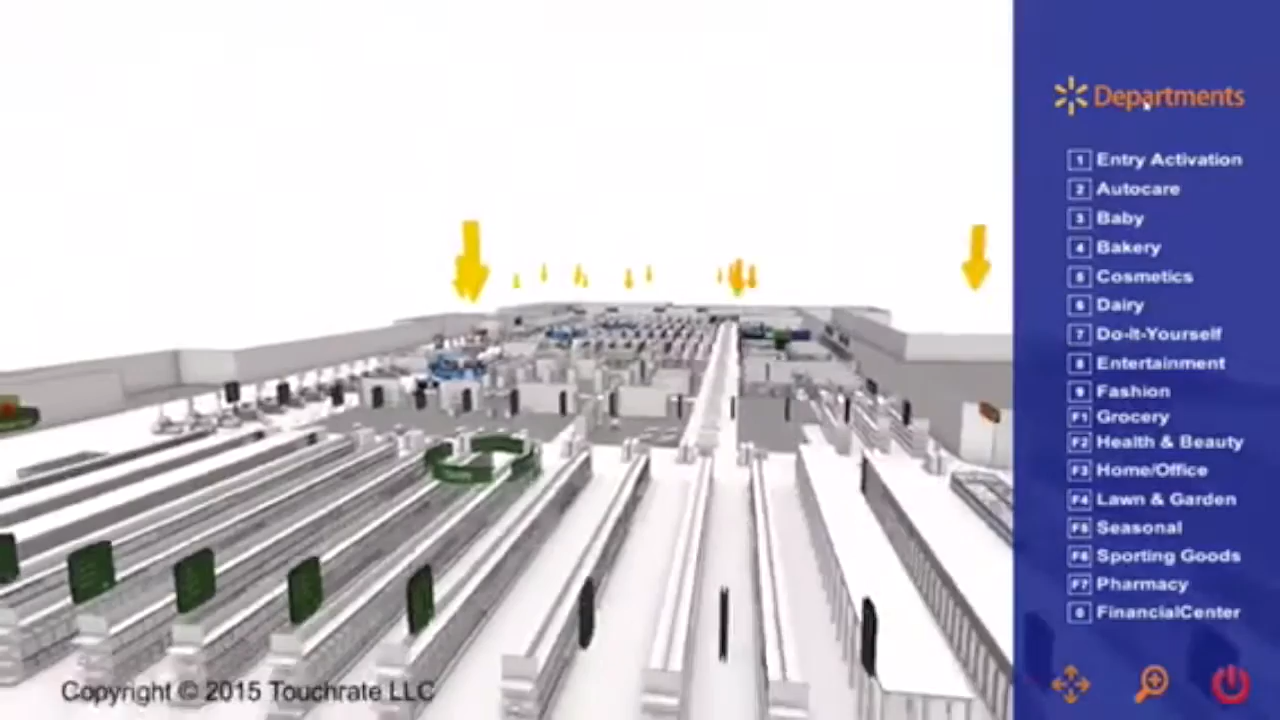 Departments
1 Entry Activation
2 Autocare
3 Baby
4 Bakery
5 Cosmetics
6 Dairy
7 Do-It-Yourself
8 Entertainment
9 Fashion
F1 Grocery
F2 Health & Beauty
F3 Home/Office
F4 Lawn & Garden
F5 Seasonal
F6 Sporting Goods
F7 Pharmacy
0 FinancialCenter
Copyright © 2015 Touchrate LLC